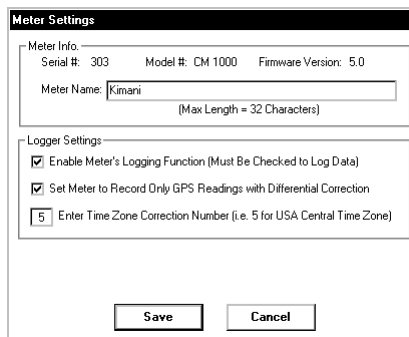 Meter Settings
Meter Info.
Serial #: 303 Model #: CM 1000 Firmware Version: 5.0
Meter Name: Kimani
(Max Length = 32 Characters)
Logger Settings
Enable Meter's Logging Function (Must Be Checked to Log Data)
Set Meter to Record Only GPS Readings with Differential Correction
5 Enter Time Zone Correction Number (i.e. 5 for USA Central Time Zone)
Save Cancel